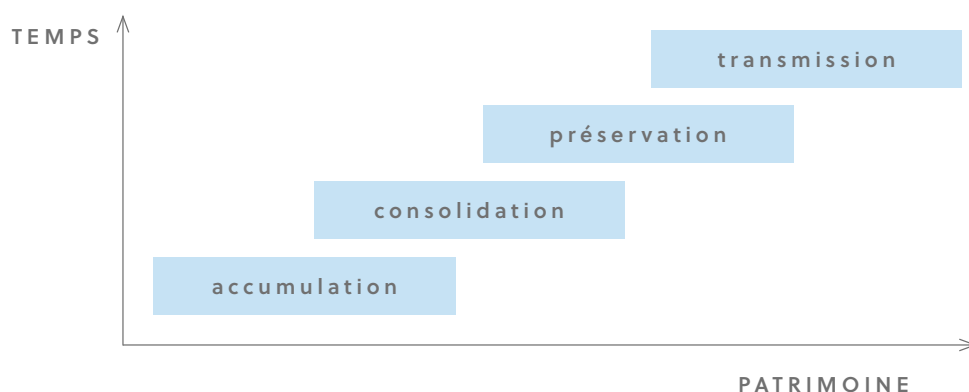 TEMPS
transmission
préservation
consolidation
accumulation
PATRIMOINE